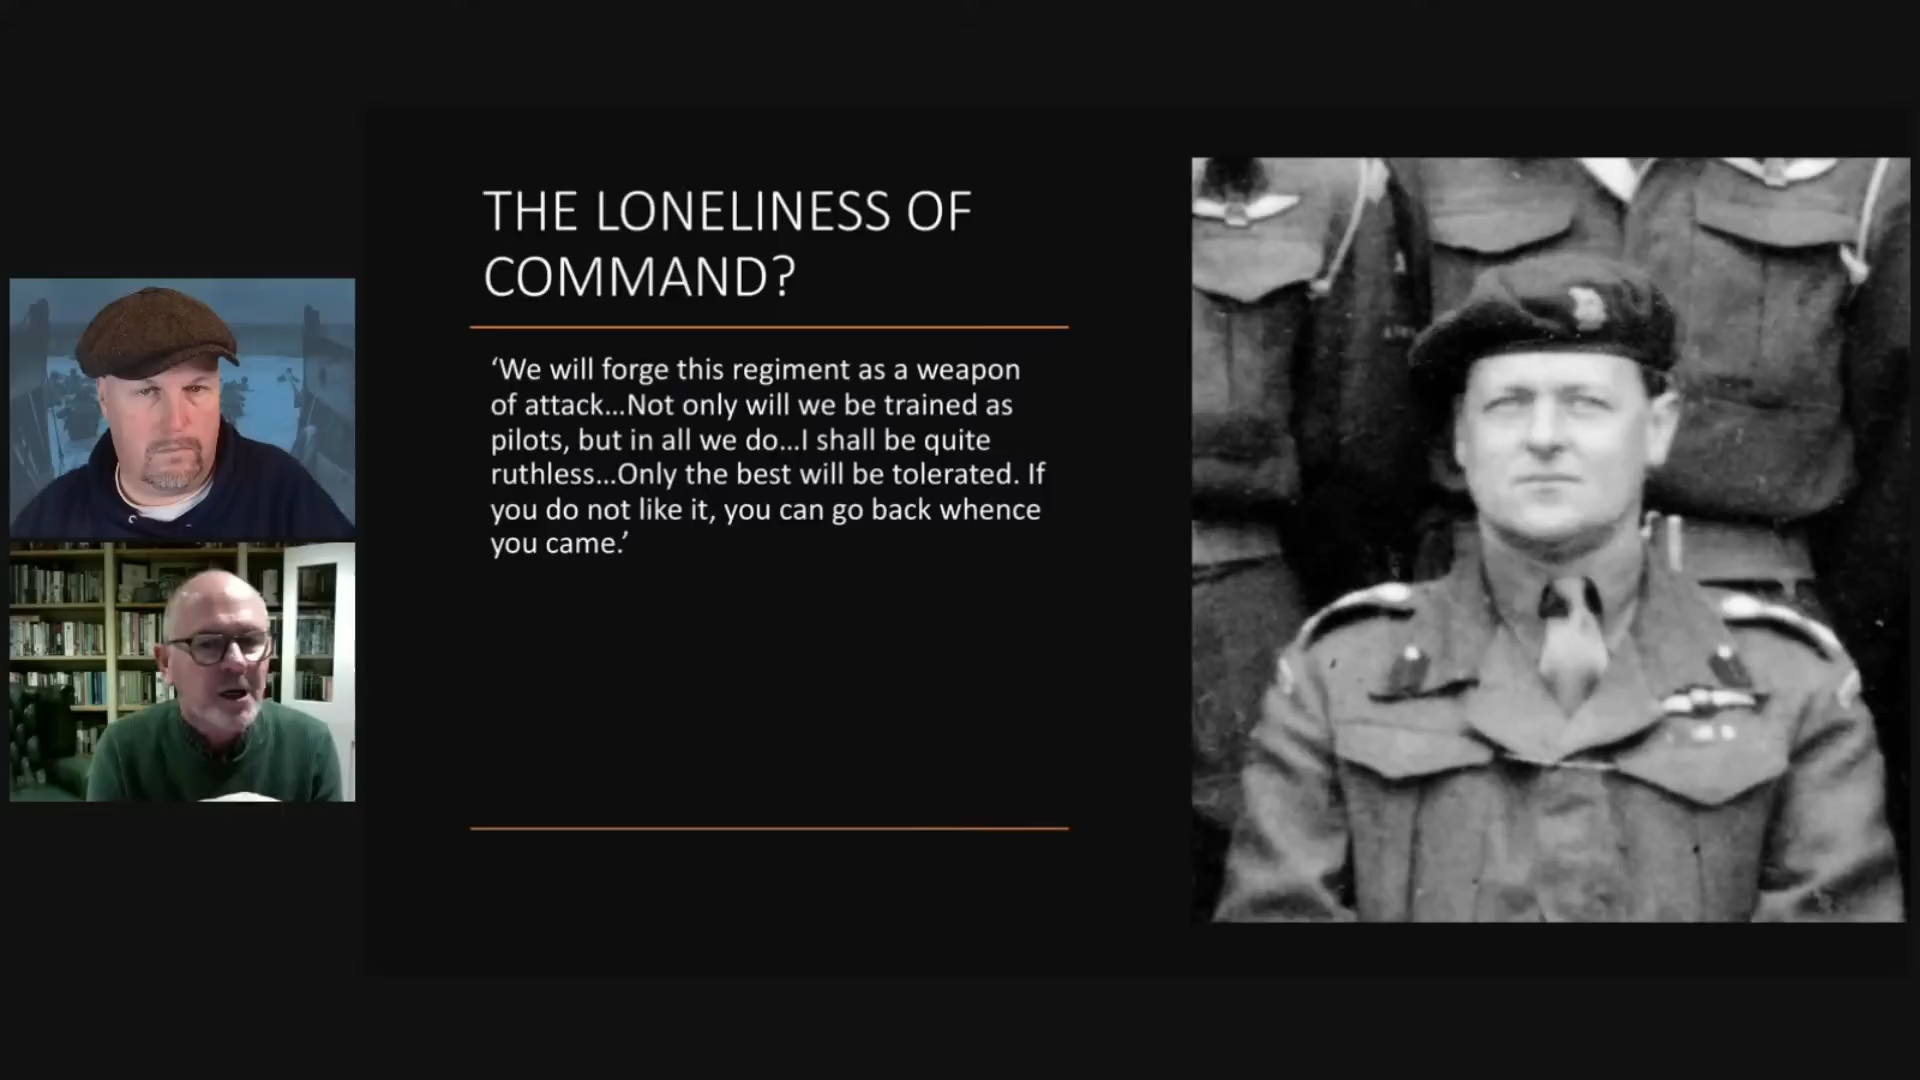 THE LONELINESS OF
COMMAND?
‘We will forge this regiment as a weapon
of attack...Not only will we be trained as
pilots, but in all we do...I shall be quite
ruthless...Only the best will be tolerated. If
you do not like it, you can go back whence
you came.’